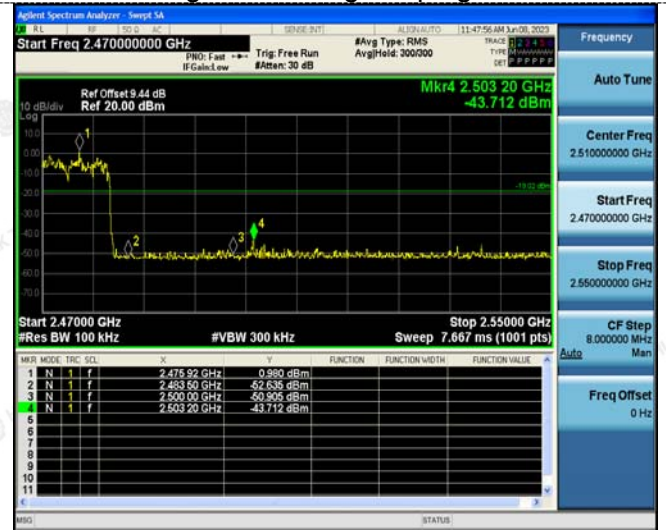 Agilent Spectrum Analyzer - Swept SA
RL RF 50 Ω AC SENSE:INT ALIGN AUTO 11:47:56 AM Jun 08, 2023
Start Freq 2.470000000 GHz
PNO: Fast
IFGain:Low
Trig: Free Run
#Atten: 30 dB
#Avg Type: RMS
Avg|Hold: 300/300
TRACE 1 2 3 4 5 6
TYPE
DET P P P P P P
Frequency
Auto Tune
Center Freq
2.510000000 GHz
Start Freq
2.470000000 GHz
Stop Freq
2.550000000 GHz
CF Step
8.000000 MHz
Auto Man
Freq Offset
0 Hz
Mkr4 2.503 20 GHz
-43.712 dBm
Ref Offset 9.44 dB
Ref 20.00 dBm
10 dB/div
Log
10.0
0.00
-10.0
-20.0
-30.0
-40.0
-50.0
-60.0
-70.0
1
2
3
4
Start 2.47000 GHz
#Res BW 100 kHz
#VBW 300 kHz
Stop 2.55000 GHz
Sweep 7.667 ms (1001 pts)
MKR MODE TRC SCL X Y FUNCTION FUNCTION WIDTH FUNCTION VALUE
1 N 1 f 2.475 92 GHz 0.980 dBm
2 N 1 f 2.483 50 GHz -52.635 dBm
3 N 1 f 2.500 00 GHz -50.905 dBm
4 N 1 f 2.503 20 GHz -43.712 dBm
5
6
7
8
9
10
11
MSG STATUS